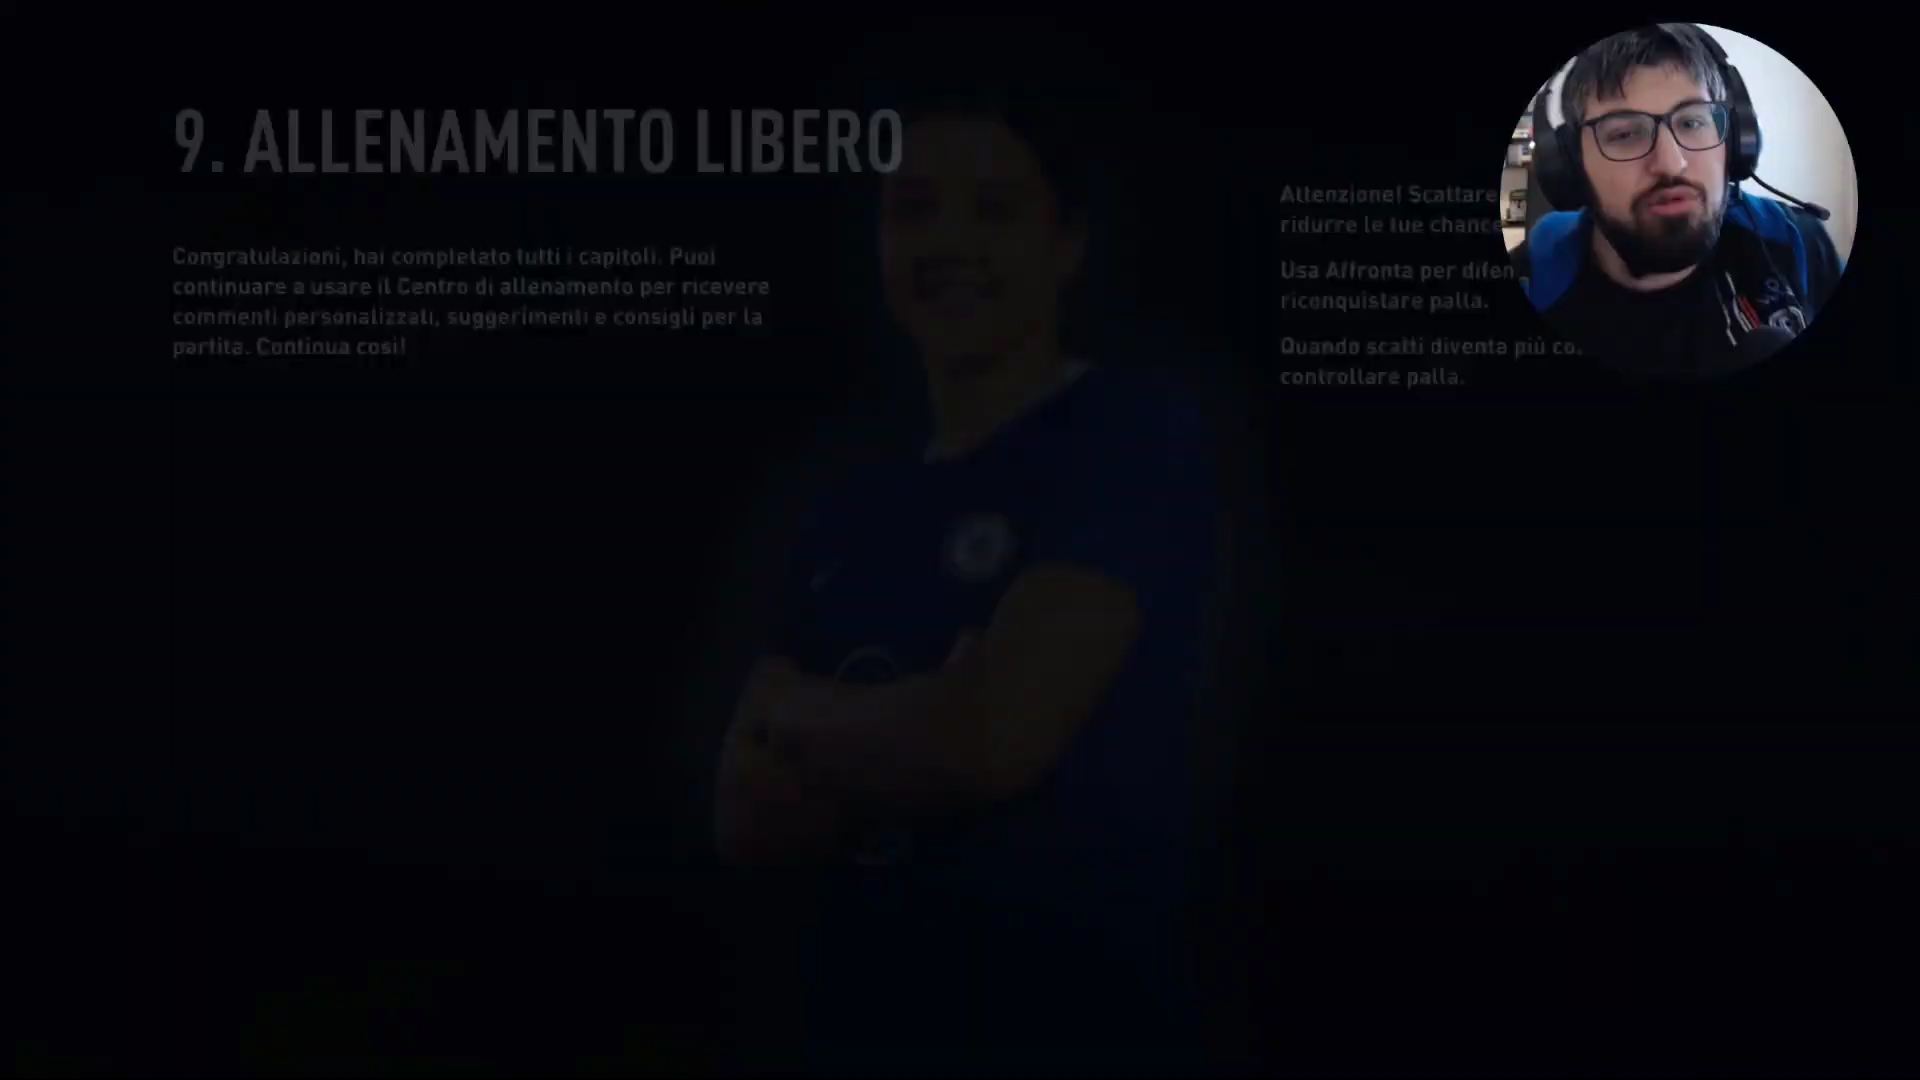 9. ALLENAMENTO LIBERO
Congratulazioni, hai completato tutti i capitoli. Puoi
continuare a usare il Centro di allenamento per ricevere
commenti personalizzati, suggerimenti e consigli per la
partita. Continua così!
Attenzione! Scattare
ridurre le tue chance
Usa Affronta per difen
riconquistare palla.
Quando scatti diventa più co
controllare palla.